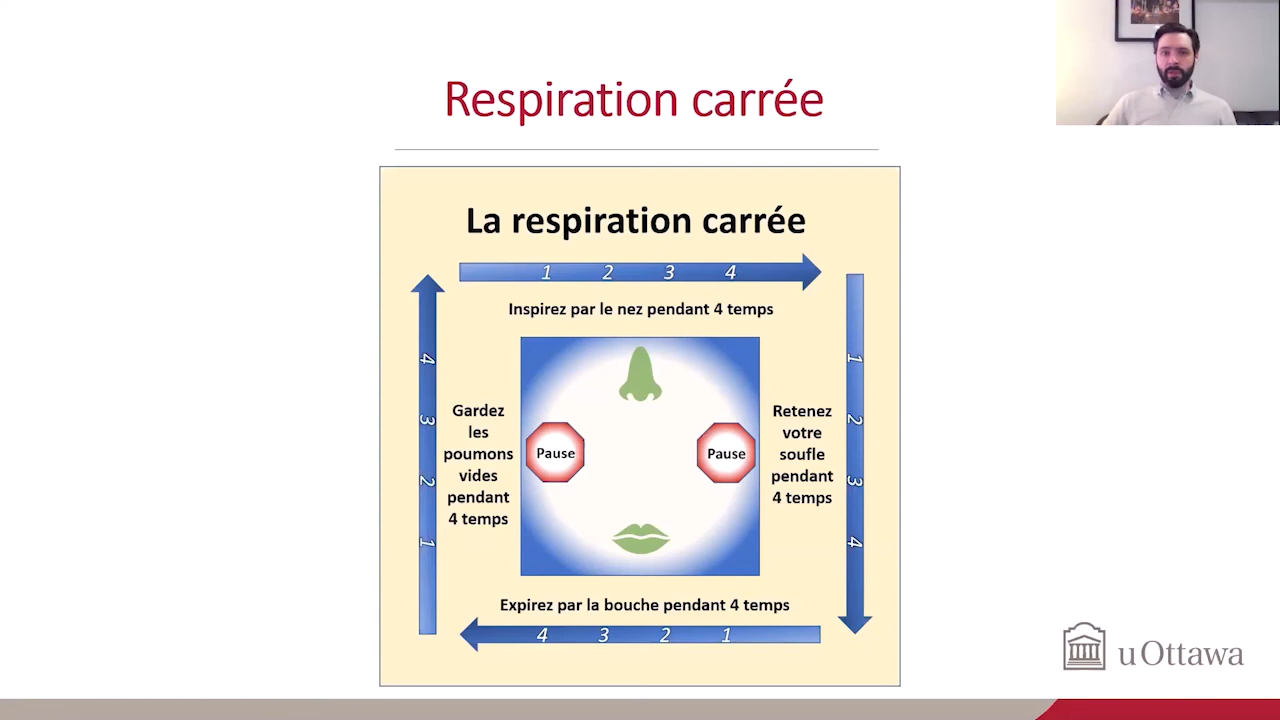 Respiration carrée
La respiration carrée
1 2 3 4
Inspirez par le nez pendant 4 temps
1 2 3 4
Retenez
votre
soufle
pendant
4 temps
Pause
Pause
Gardez
les
poumons
vides
pendant
4 temps
4 3 2 1
Expirez par la bouche pendant 4 temps
4 3 2 1
uOttawa